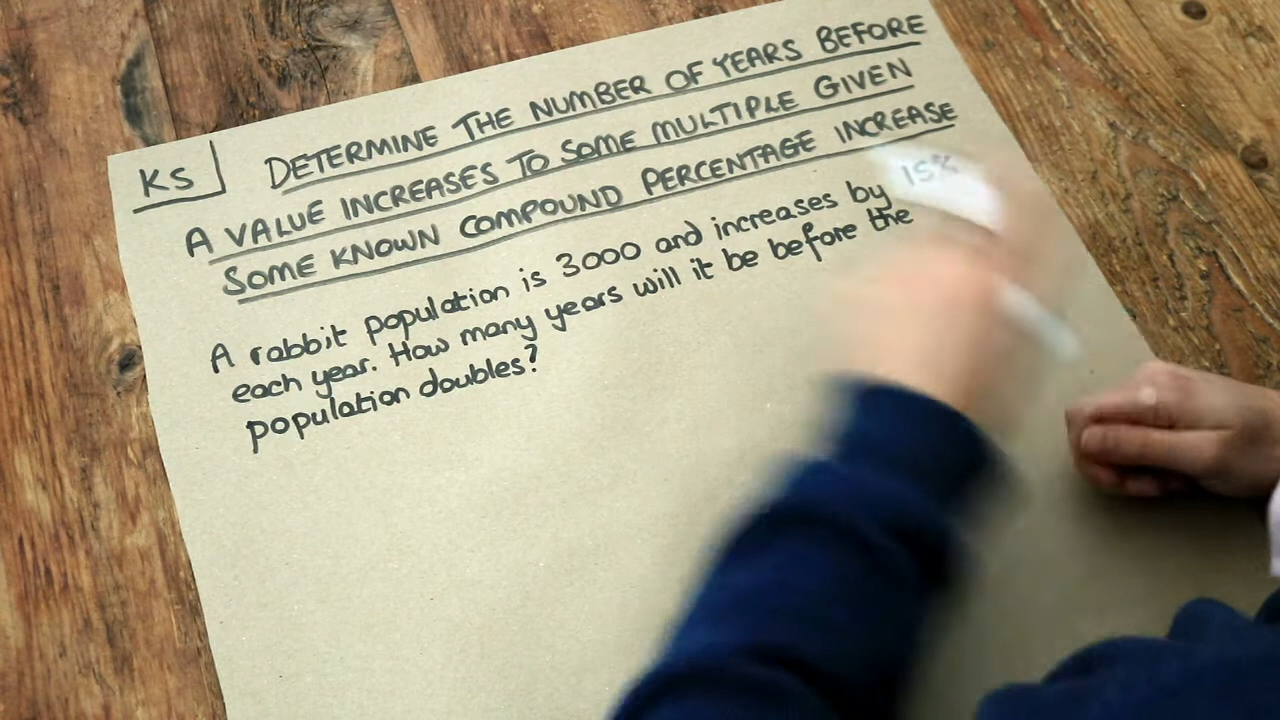 KS
DETERMINE THE NUMBER OF YEARS BEFORE
A VALUE INCREASES TO SOME MULTIPLE GIVEN
SOME KNOWN COMPOUND PERCENTAGE INCREASE
A rabbit population is 3000 and increases by 15%
each year. How many years will it be before the
population doubles?